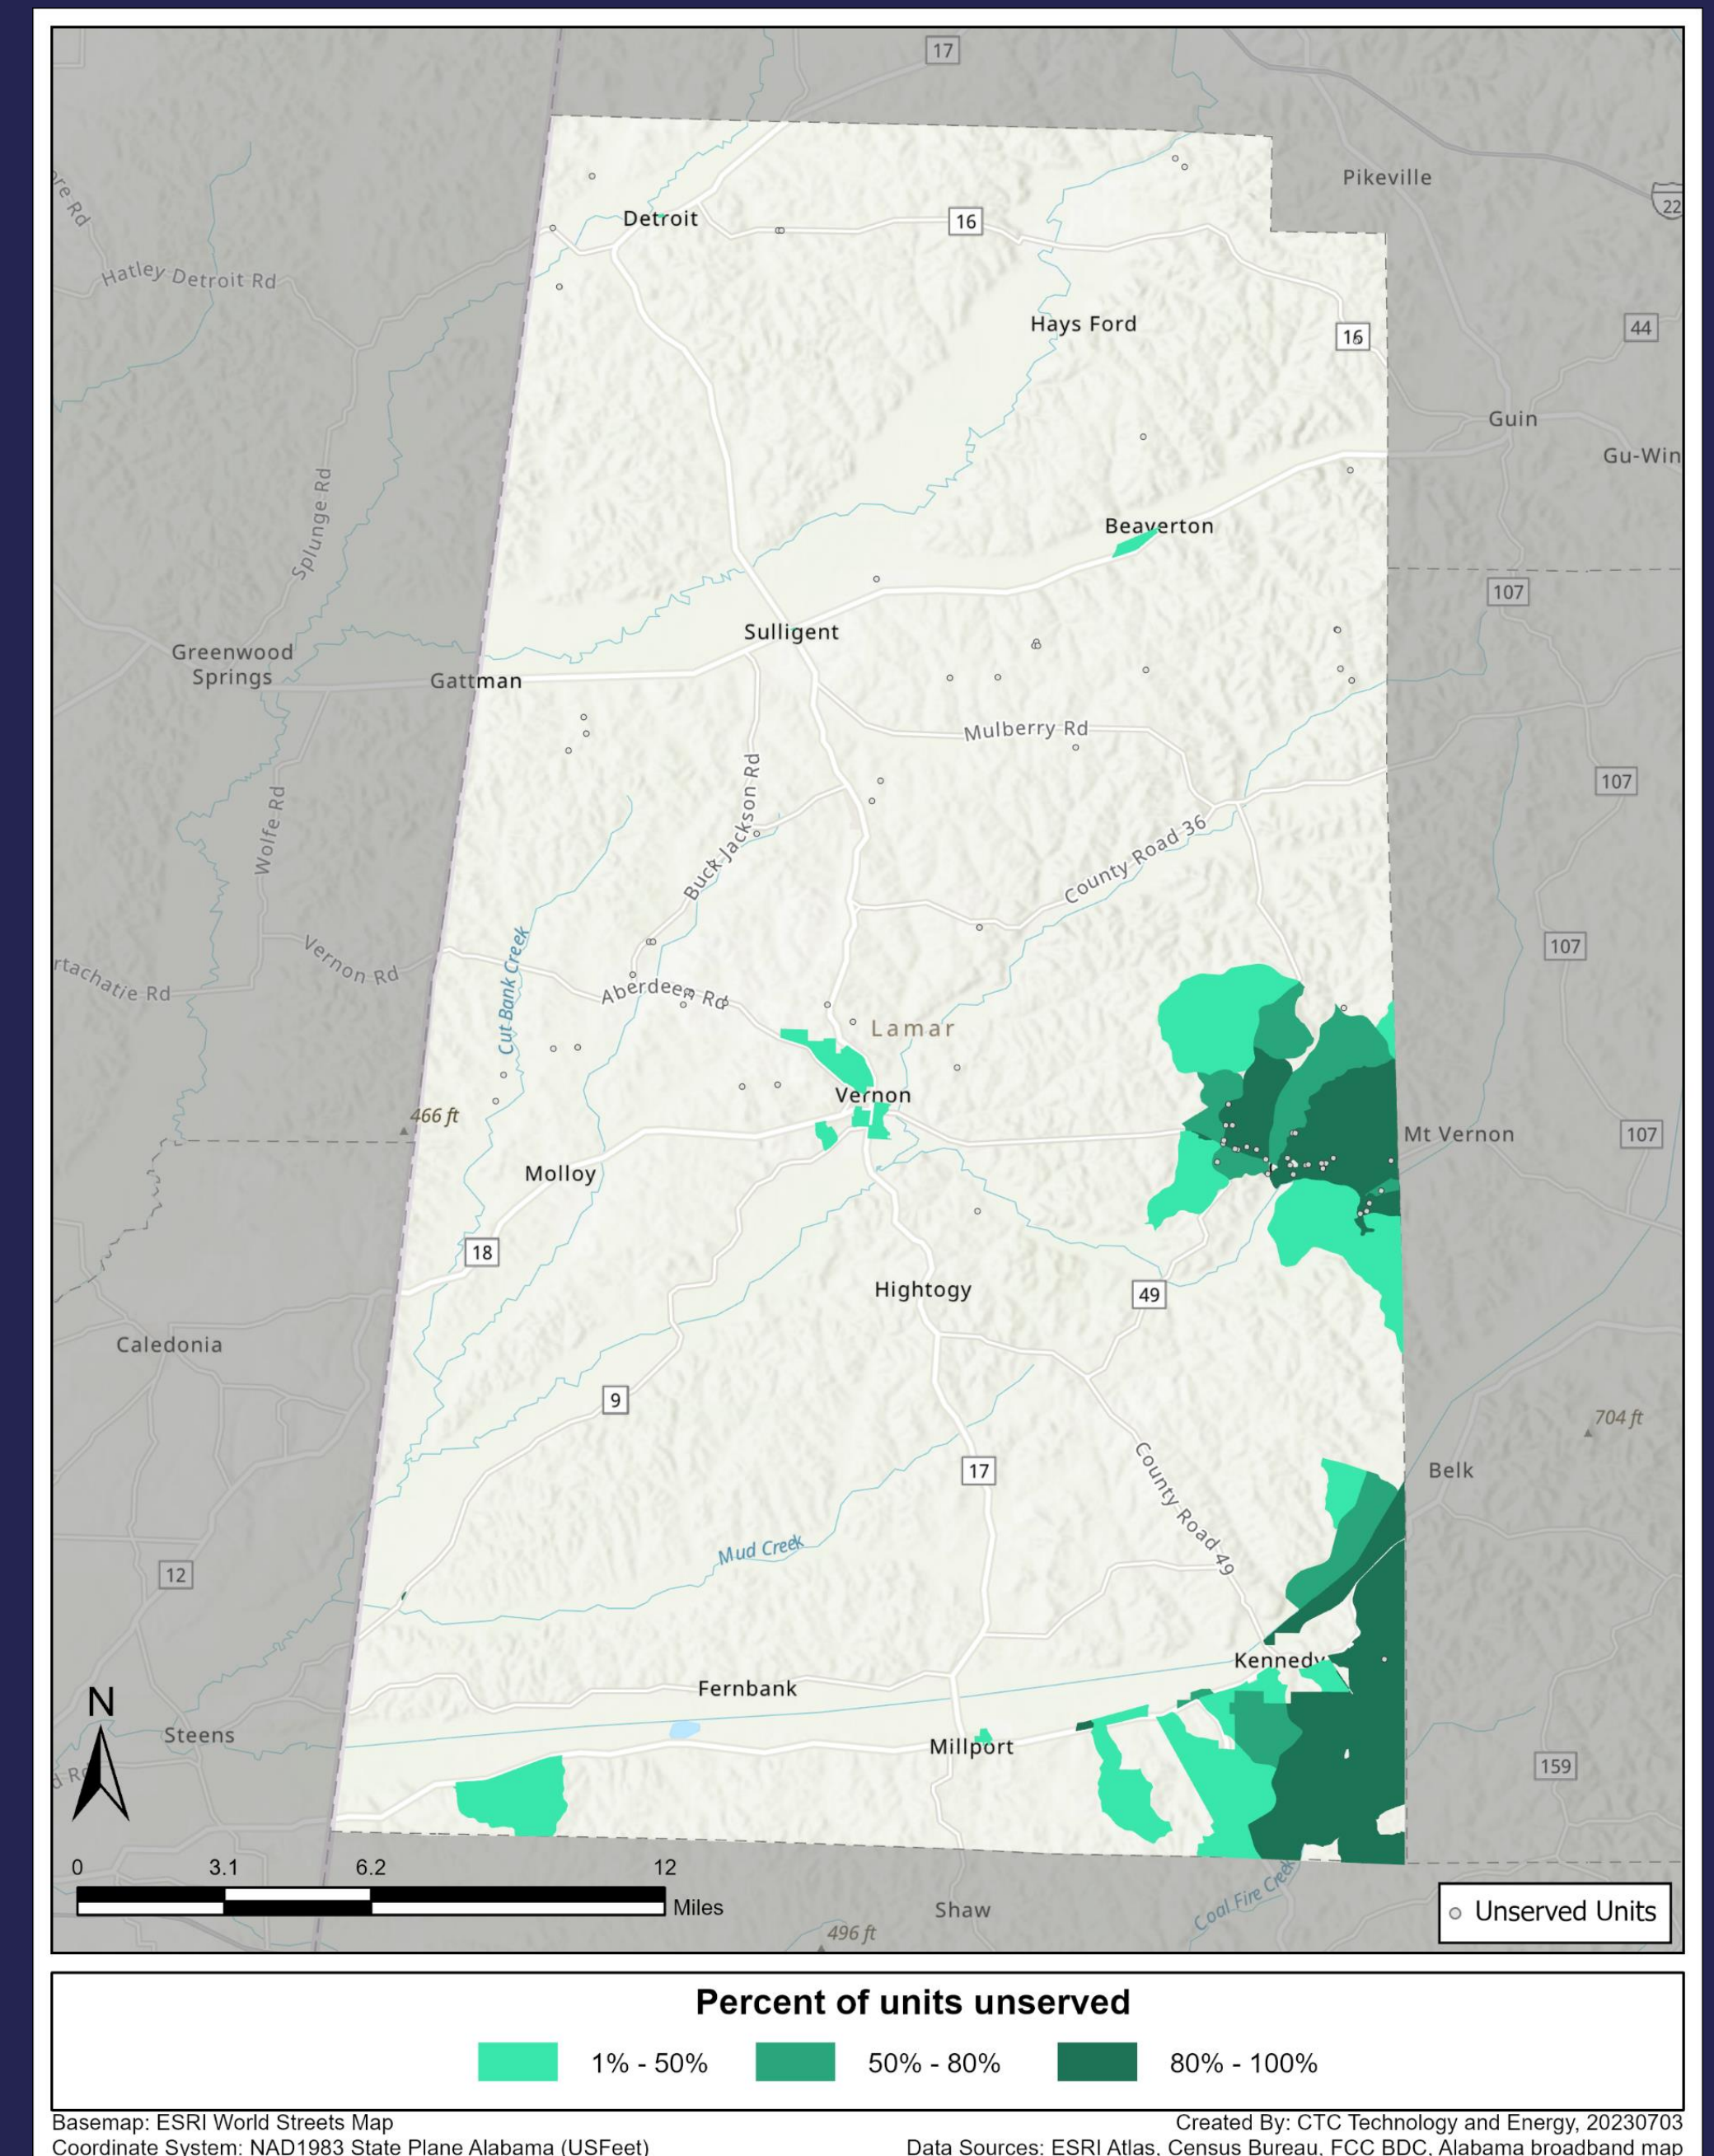 17
Pikeville
22
Detroit
16
Hatley Detroit Rd
Hays Ford
44
16
Guin
Gu-Win
Splunge Rd
Beaverton
107
Sulligent
Greenwood
Springs
Gattman
Mulberry Rd
107
Buck Jackson Rd
Wolfe Rd
County Road 36
Cut Bank Creek
Vernon Rd
107
rtachatie Rd
Aberdeen Rd
Lamar
Vernon
466 ft
Mt Vernon
107
Molloy
18
Hightogy
49
Caledonia
9
704 ft
Belk
17
County Road 49
Mud Creek
12
Kennedy
Fernbank
N
Steens
Millport
159
0 3.1 6.2 12
Miles
Shaw
Coal Fire Creek
496 ft
Unserved Units
Percent of units unserved
1% - 50% 50% - 80% 80% - 100%
Basemap: ESRI World Streets Map
Created By: CTC Technology and Energy, 20230703
Coordinate System: NAD1983 State Plane Alabama (USFeet)
Data Sources: ESRI Atlas, Census Bureau, FCC BDC, Alabama broadband map